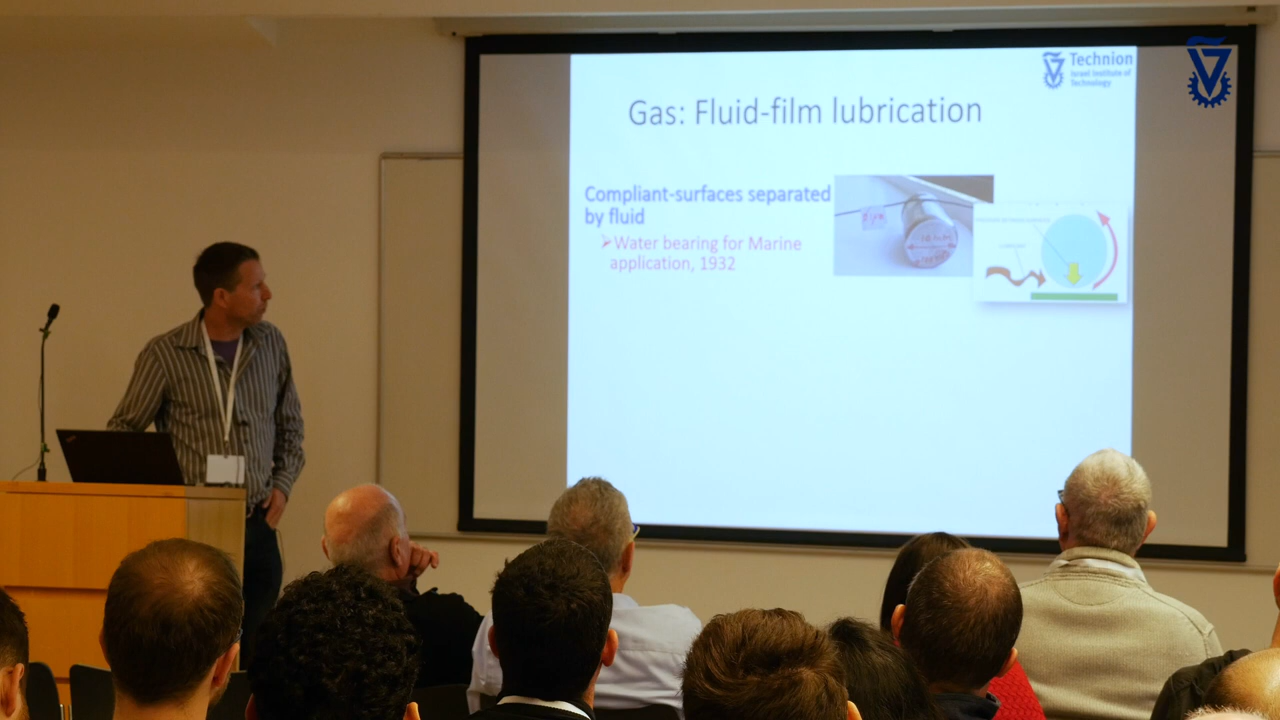 Technion
Israel Institute of
Technology
Gas: Fluid-film lubrication
Compliant-surfaces separated
by fluid
➤Water bearing for Marine
application, 1932